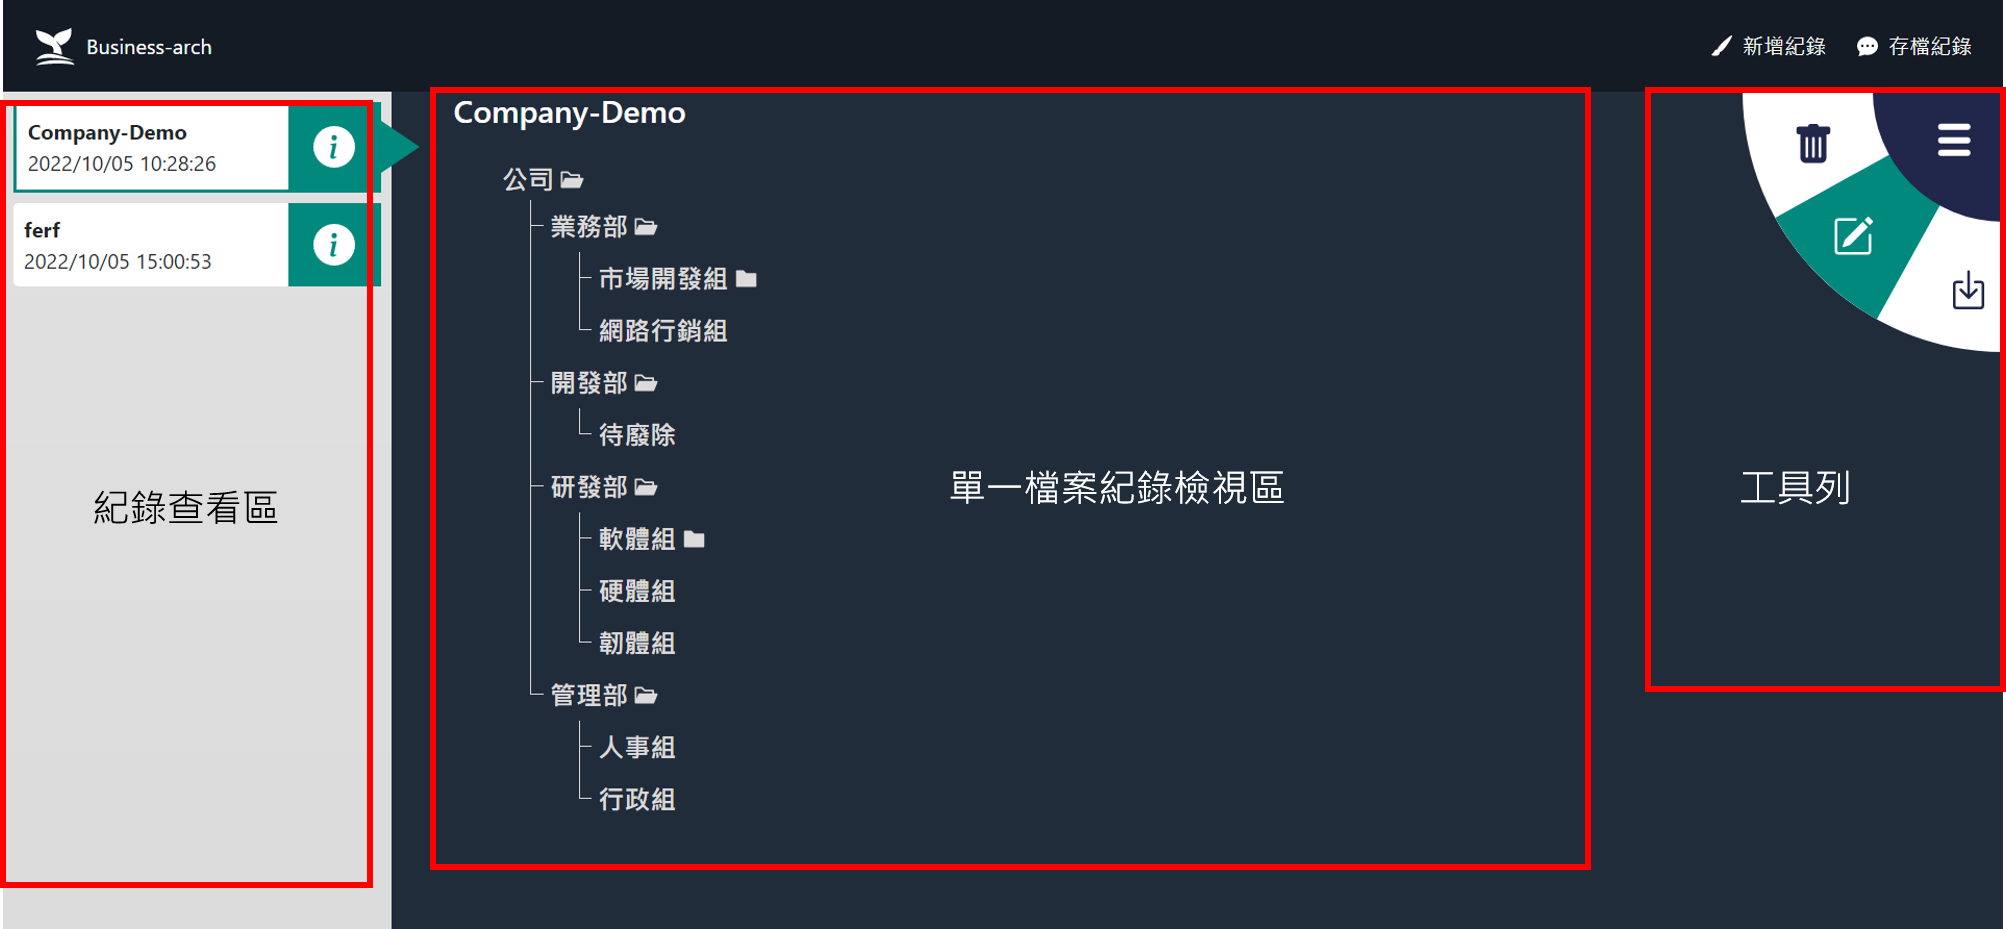 Business-arch
新增紀錄
存檔紀錄
Company-Demo
2022/10/05 10:28:26
ferf
2022/10/05 15:00:53
紀錄查看區
Company-Demo
公司
業務部
市場開發組
網路行銷組
開發部
待廢除
研發部
軟體組
硬體組
韌體組
管理部
人事組
行政組
單一檔案紀錄檢視區
工具列